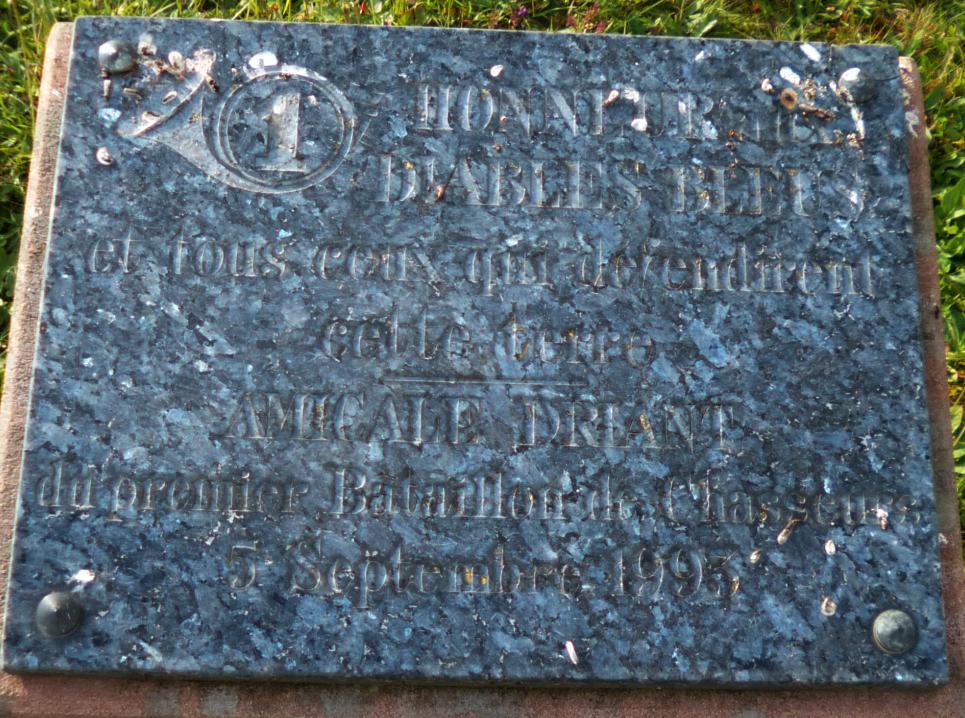 1
HONNEUR aux
DIABLES BLEUS
et tous ceux qui défendirent
cette terre
AMICALE DRIANT
du premier Bataillon de Chasseurs
5 Septembre 1993